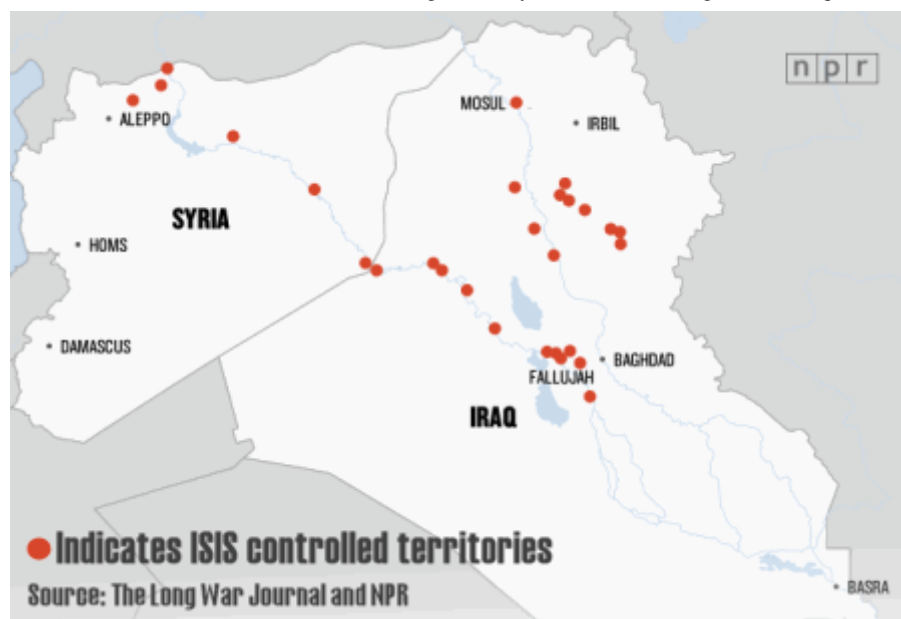 npr
MOSUL
IRBIL
ALEPPO
SYRIA
HOMS
DAMASCUS
BAGHDAD
FALLUJAH
IRAQ
Indicates ISIS controlled territories
Source: The Long War Journal and NPR
BASRA